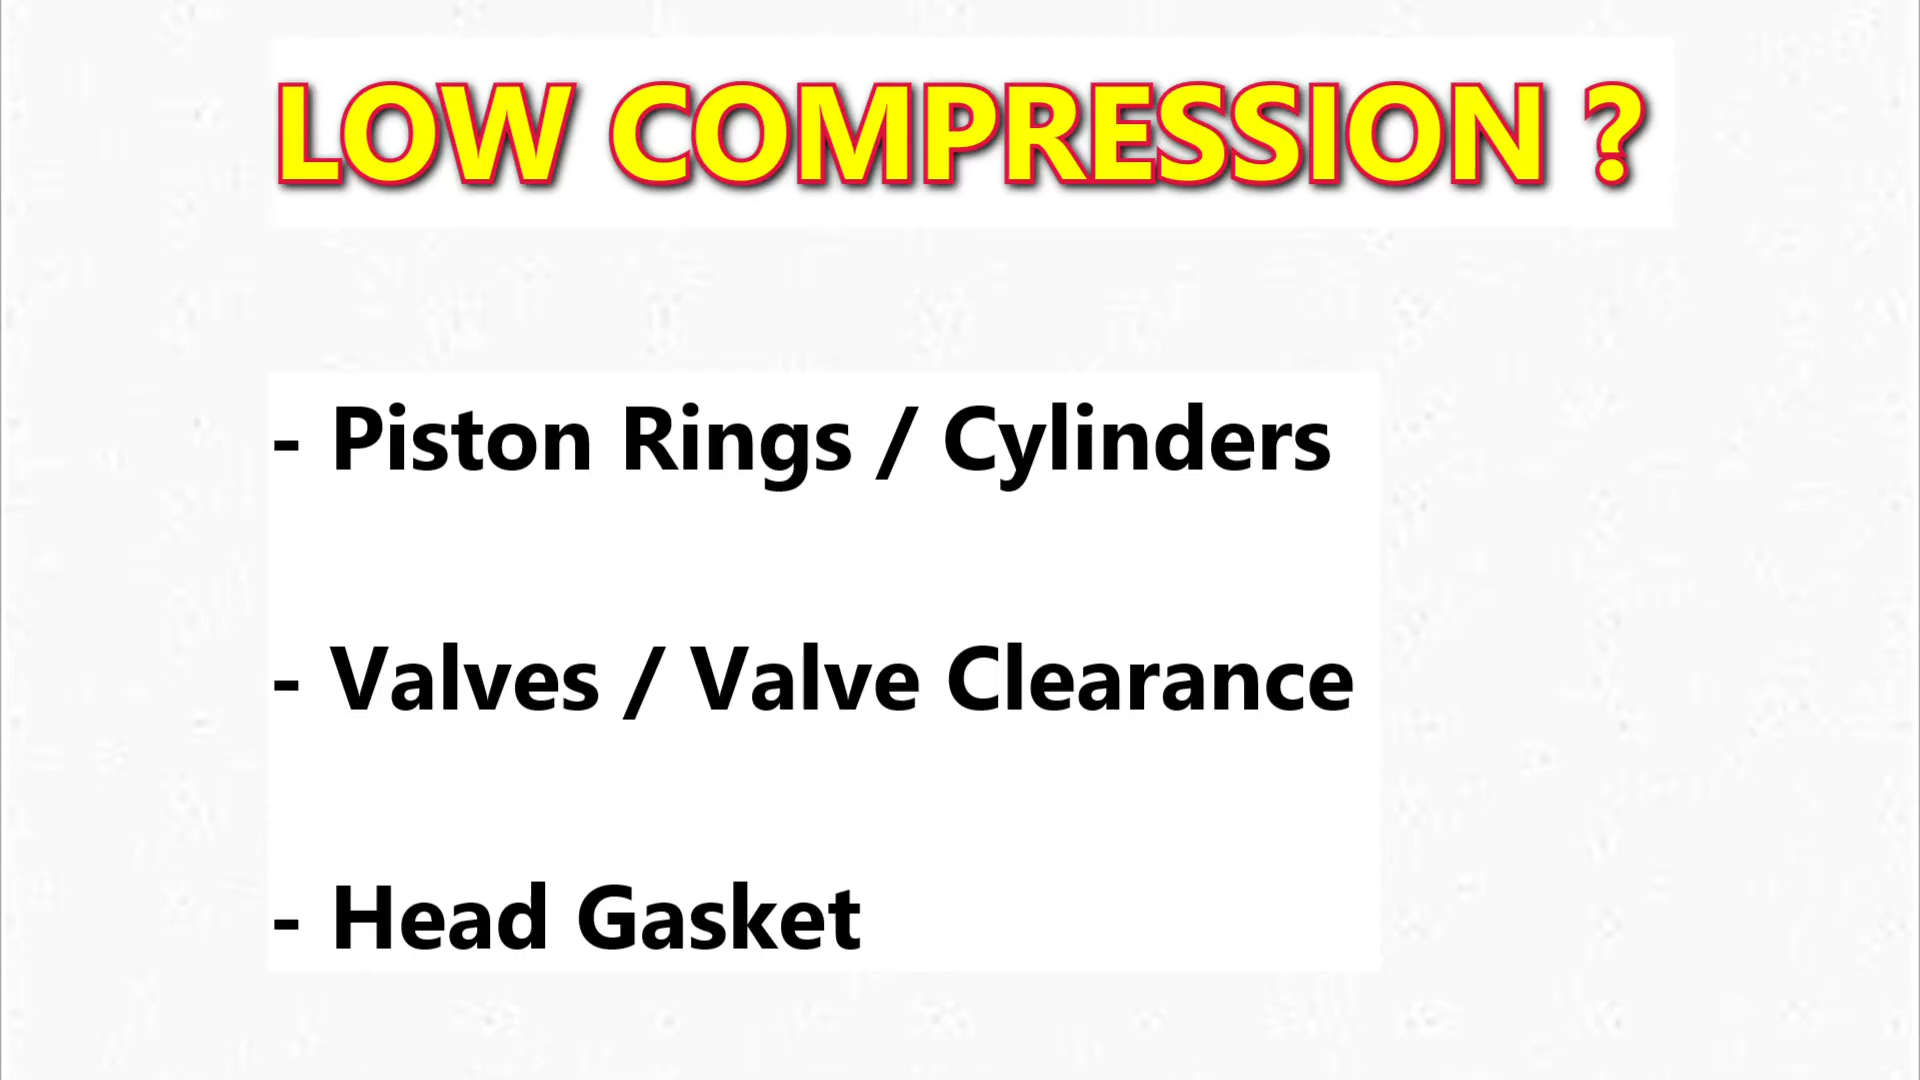 LOW COMPRESSION ?
- Piston Rings / Cylinders
- Valves / Valve Clearance
- Head Gasket